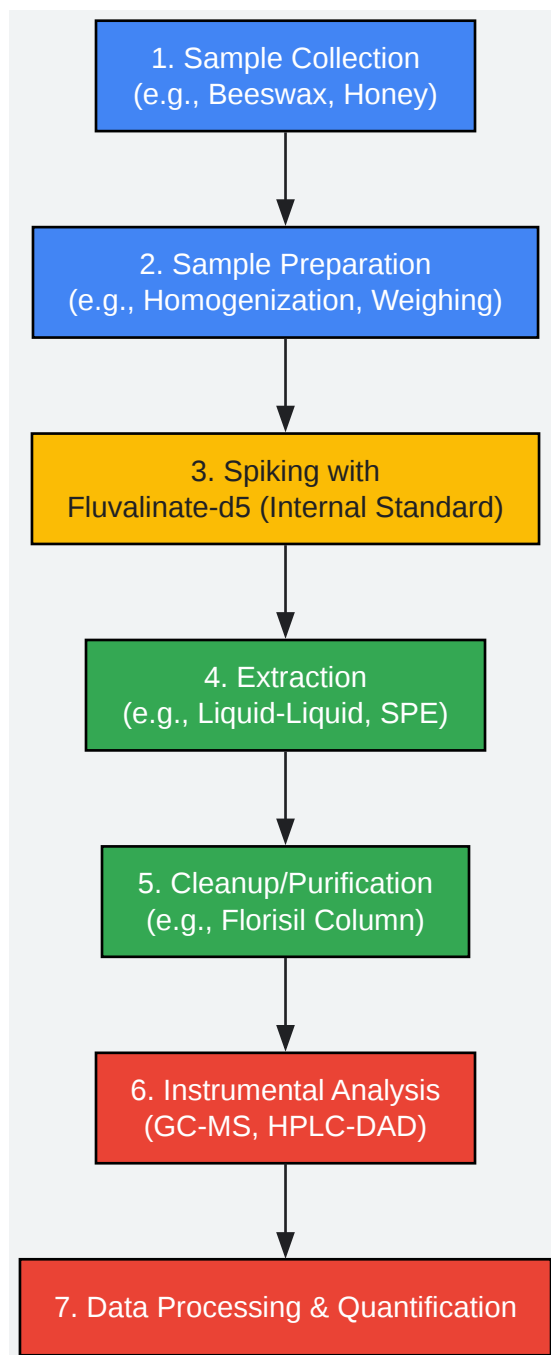 1. Sample Collection
(e.g., Beeswax, Honey)
2. Sample Preparation
(e.g., Homogenization, Weighing)
3. Spiking with
Fluvalinate-d5 (Internal Standard)
4. Extraction
(e.g., Liquid-Liquid, SPE)
5. Cleanup/Purification
(e.g., Florisil Column)
6. Instrumental Analysis
(GC-MS, HPLC-DAD)
7. Data Processing & Quantification